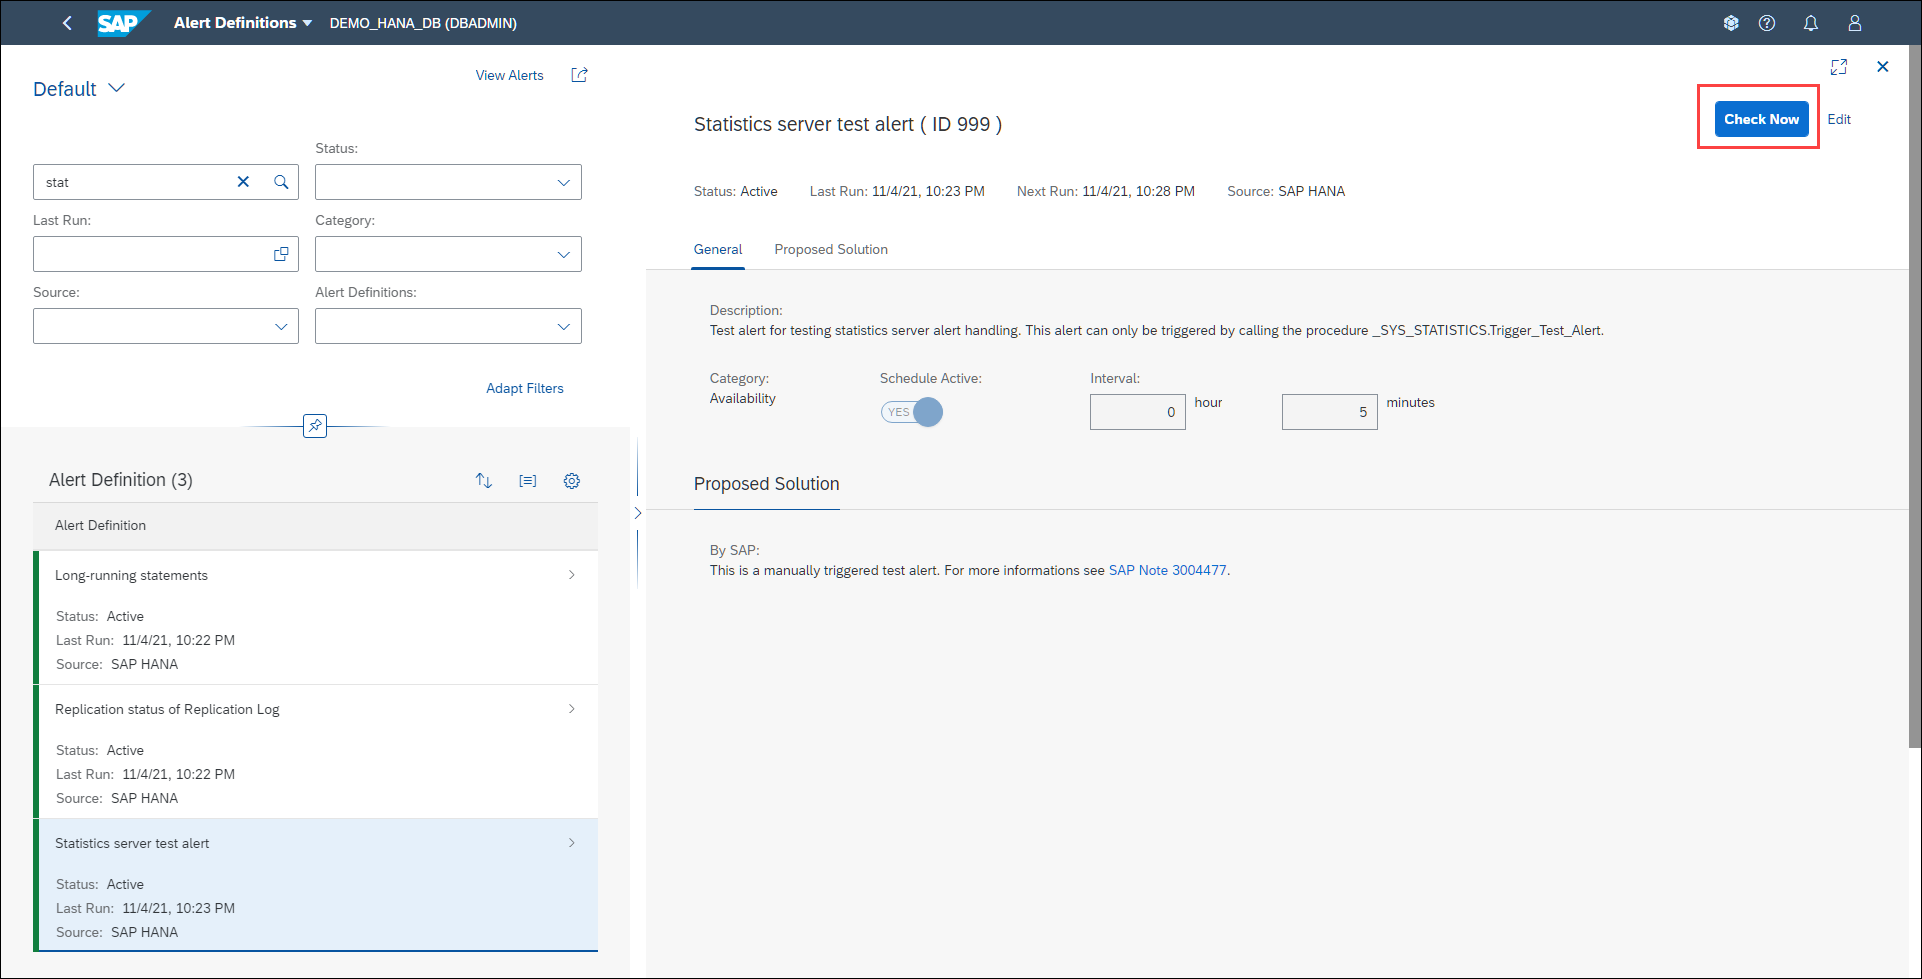 SAP Alert Definitions DEMO_HANA_DB (DBADMIN)
Default
View Alerts
stat
Status:
Last Run:
Category:
Source:
Alert Definitions:
Adapt Filters
Alert Definition (3)
Alert Definition
Long-running statements
Status: Active
Last Run: 11/4/21, 10:22 PM
Source: SAP HANA
Replication status of Replication Log
Status: Active
Last Run: 11/4/21, 10:22 PM
Source: SAP HANA
Statistics server test alert
Status: Active
Last Run: 11/4/21, 10:23 PM
Source: SAP HANA
Statistics server test alert ( ID 999 )
Check Now Edit
Status: Active Last Run: 11/4/21, 10:23 PM Next Run: 11/4/21, 10:28 PM Source: SAP HANA
General Proposed Solution
Description:
Test alert for testing statistics server alert handling. This alert can only be triggered by calling the procedure _SYS_STATISTICS.Trigger_Test_Alert.
Category: Schedule Active: Interval:
Availability YES 0 hour 5 minutes
Proposed Solution
By SAP:
This is a manually triggered test alert. For more informations see SAP Note 3004477.